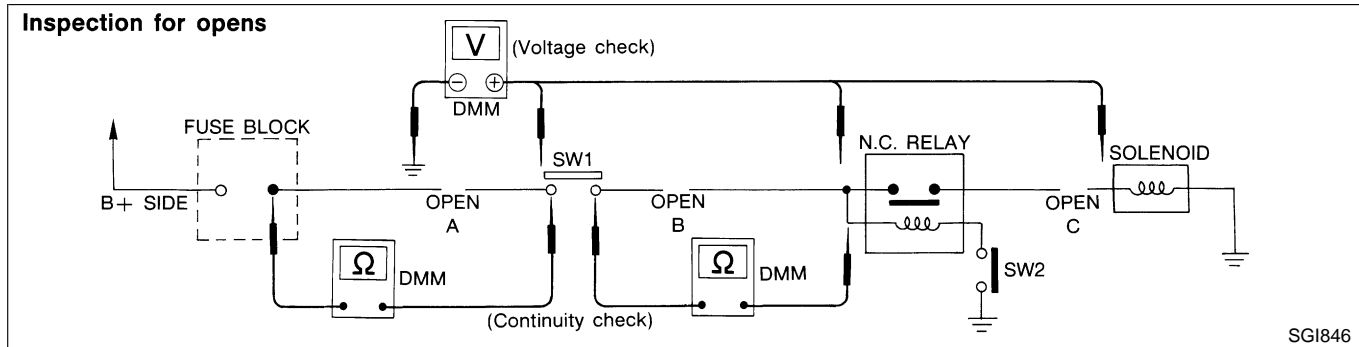 Inspection for opens
V
(Voltage check)
− +
DMM
FUSE BLOCK
N.C. RELAY
SW1
SOLENOID
B+ SIDE
OPEN
A
OPEN
B
OPEN
C
Ω
DMM
Ω
DMM
SW2
(Continuity check)
SGI846